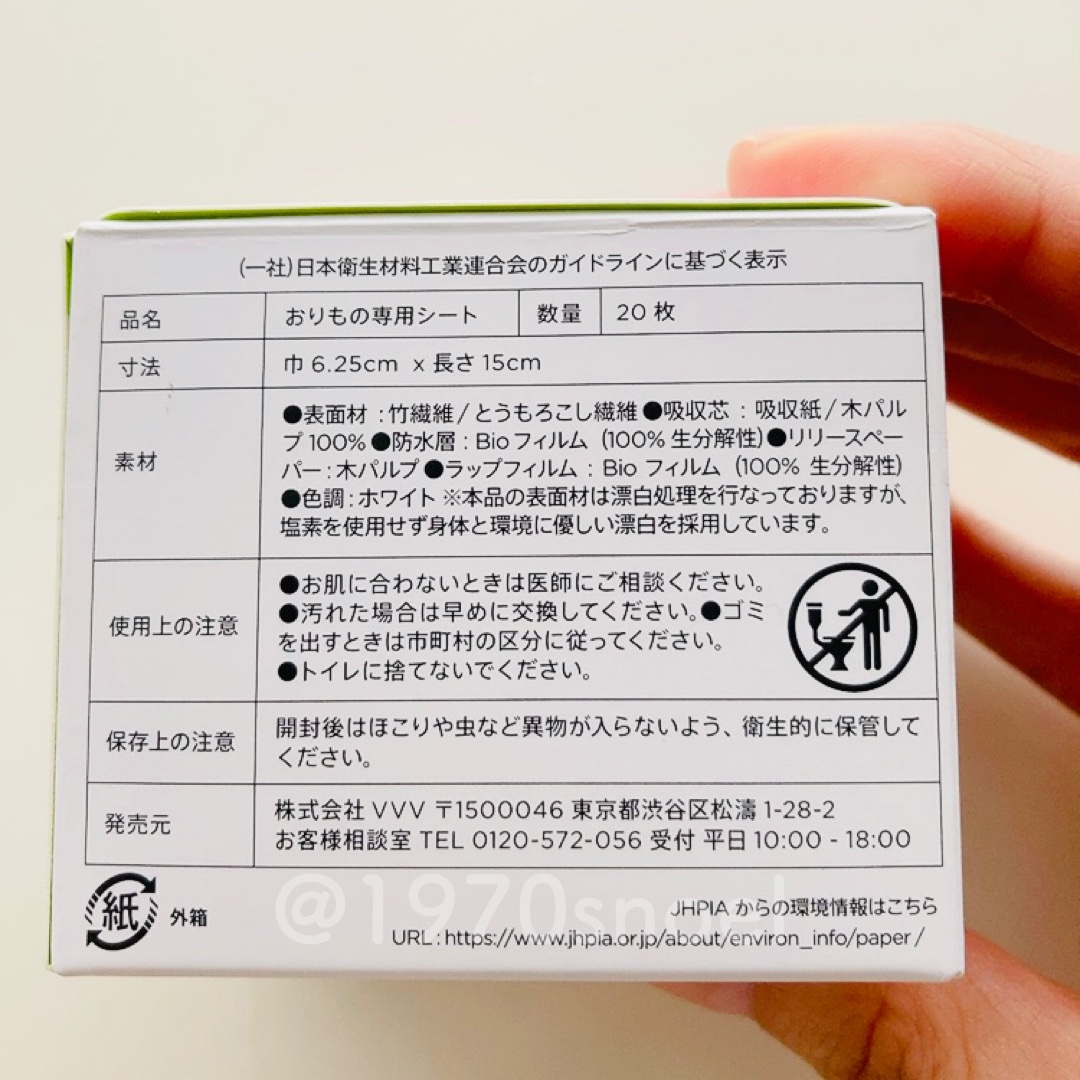 (一社)日本衛生材料工業連合会のガイドラインに基づく表示
品名 おりもの専用シート 数量 20 枚
寸法 巾 6.25cm x 長さ 15cm
素材
●表面材 : 竹繊維 / とうもろこし繊維 ●吸収芯 : 吸収紙 / 木パル
プ 100% ●防水層 : Bio フィルム (100% 生分解性) ●リリースペー
パー : 木パルプ ●ラップフィルム : Bio フィルム (100% 生分解性)
●色調 : ホワイト ※本品の表面材は漂白処理を行なっておりますが、
塩素を使用せず身体と環境に優しい漂白を採用しています。
使用上の注意
●お肌に合わないときは医師にご相談ください。
●汚れた場合は早めに交換してください。●ゴミ
を出すときは市町村の区分に従ってください。
●トイレに捨てないでください。
保存上の注意
開封後はほこりや虫など異物が入らないよう、衛生的に保管して
ください。
発売元
株式会社 VVV 〒1500046 東京都渋谷区松濤 1-28-2
お客様相談室 TEL 0120-572-056 受付 平日 10:00 - 18:00
紙 外箱
JHPIA からの環境情報はこちら
URL : https://www.jhpia.or.jp/about/environ_info/paper/